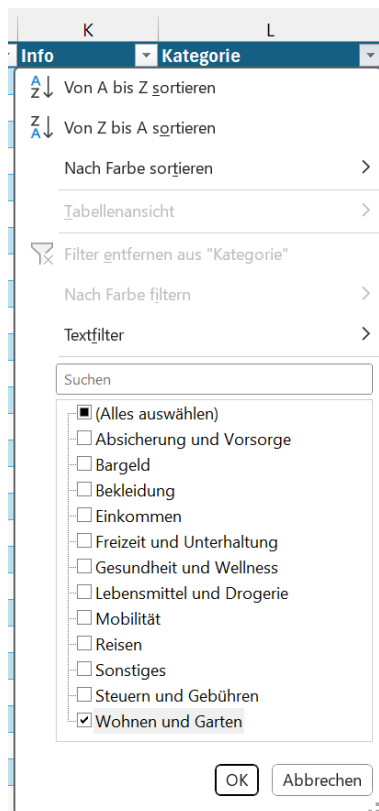 K L
Info Kategorie
Von A bis Z sortieren
Von Z bis A sortieren
Nach Farbe sortieren
Tabellenansicht
Filter entfernen aus "Kategorie"
Nach Farbe filtern
Textfilter
Suchen
(Alles auswählen)
Absicherung und Vorsorge
Bargeld
Bekleidung
Einkommen
Freizeit und Unterhaltung
Gesundheit und Wellness
Lebensmittel und Drogerie
Mobilität
Reisen
Sonstiges
Steuern und Gebühren
Wohnen und Garten
OK Abbrechen